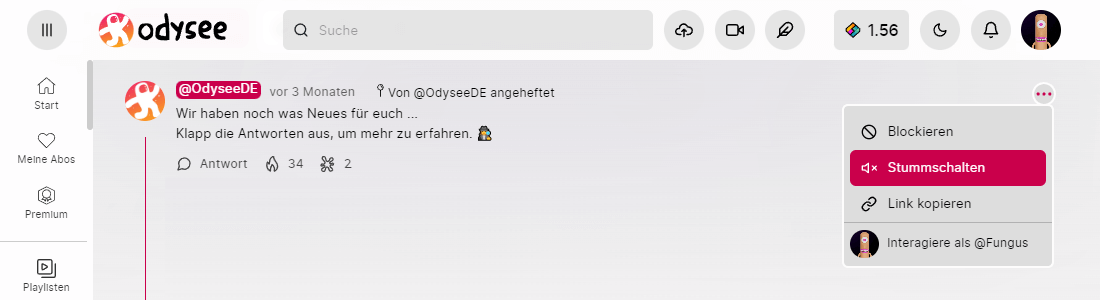 odysee
Suche
1.56
Start
Meine Abos
Premium
Playlisten
@OdyseeDE vor 3 Monaten Von @OdyseeDE angeheftet
Wir haben noch was Neues für euch ...
Klapp die Antworten aus, um mehr zu erfahren.
Antwort 34 2
Blockieren
Stummschalten
Link kopieren
Interagiere als @Fungus